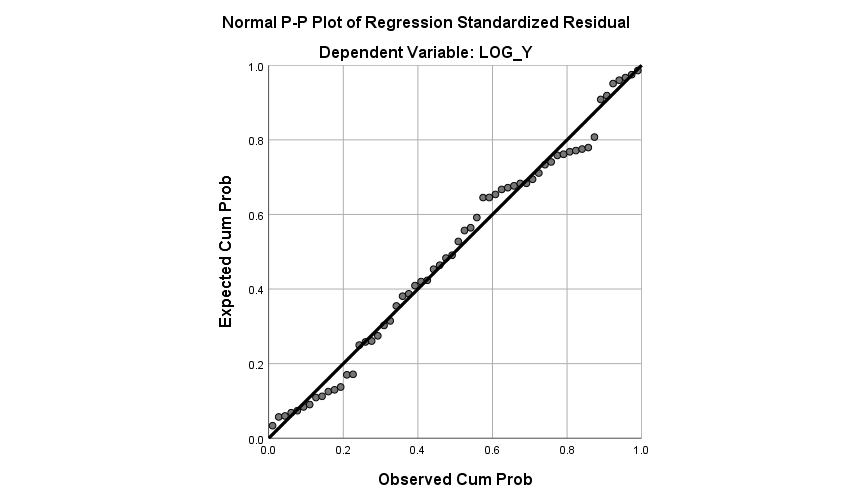 Normal P-P Plot of Regression Standardized Residual
Dependent Variable: LOG_Y
1.0
0.8
0.6
0.4
0.2
0.0
Expected Cum Prob
0.0 0.2 0.4 0.6 0.8 1.0
Observed Cum Prob